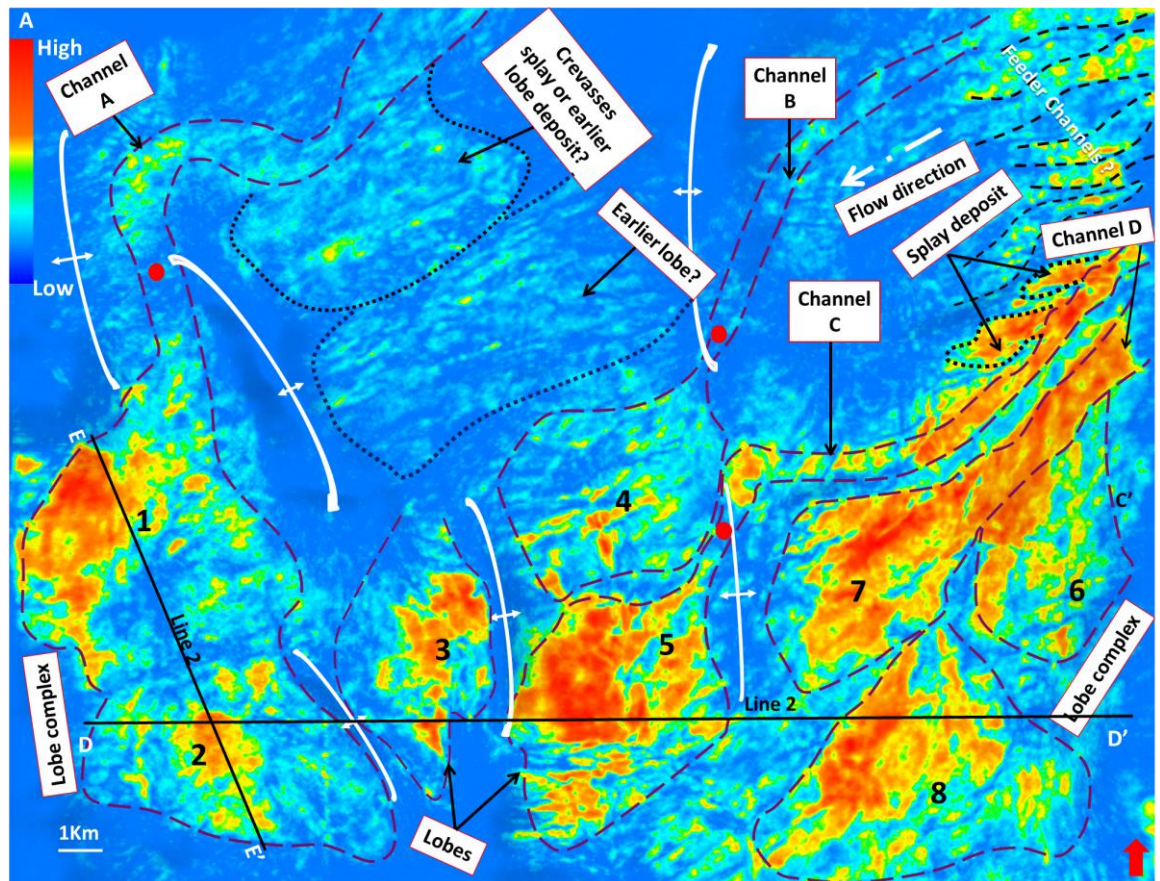 A
High
Low
Channel
A
Crevasses
splay or earlier
lobe deposit?
Channel
B
Feeder Channels?
Flow direction
Splay deposit
Channel D
Earlier lobe?
Channel
C
E
1
Line 2
2
3
4
5
7
6
C'
8
Lobe complex
Lobe complex
Line 2
D
D'
Lobes
1Km
E'